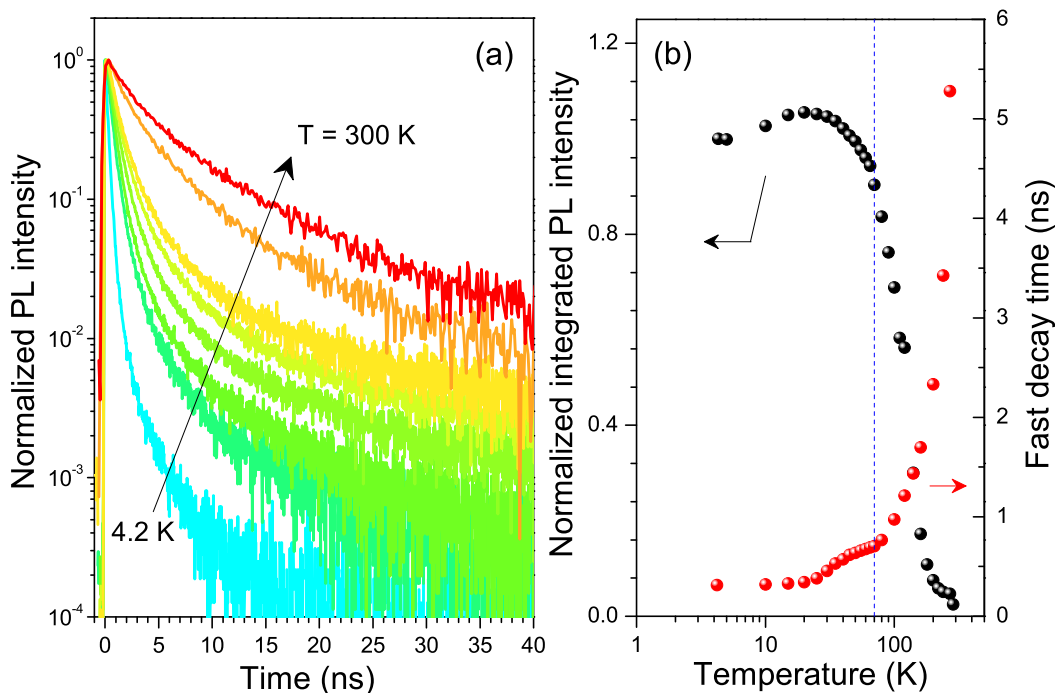 (a)
Normalized PL intensity
10⁰
10⁻¹
10⁻²
10⁻³
10⁻⁴
T = 300 K
4.2 K
0 5 10 15 20 25 30 35 40
Time (ns)
(b)
Normalized integrated PL intensity
1.2
0.8
0.4
0.0
6
5
4
3
2
1
0
Fast decay time (ns)
1 10 100
Temperature (K)